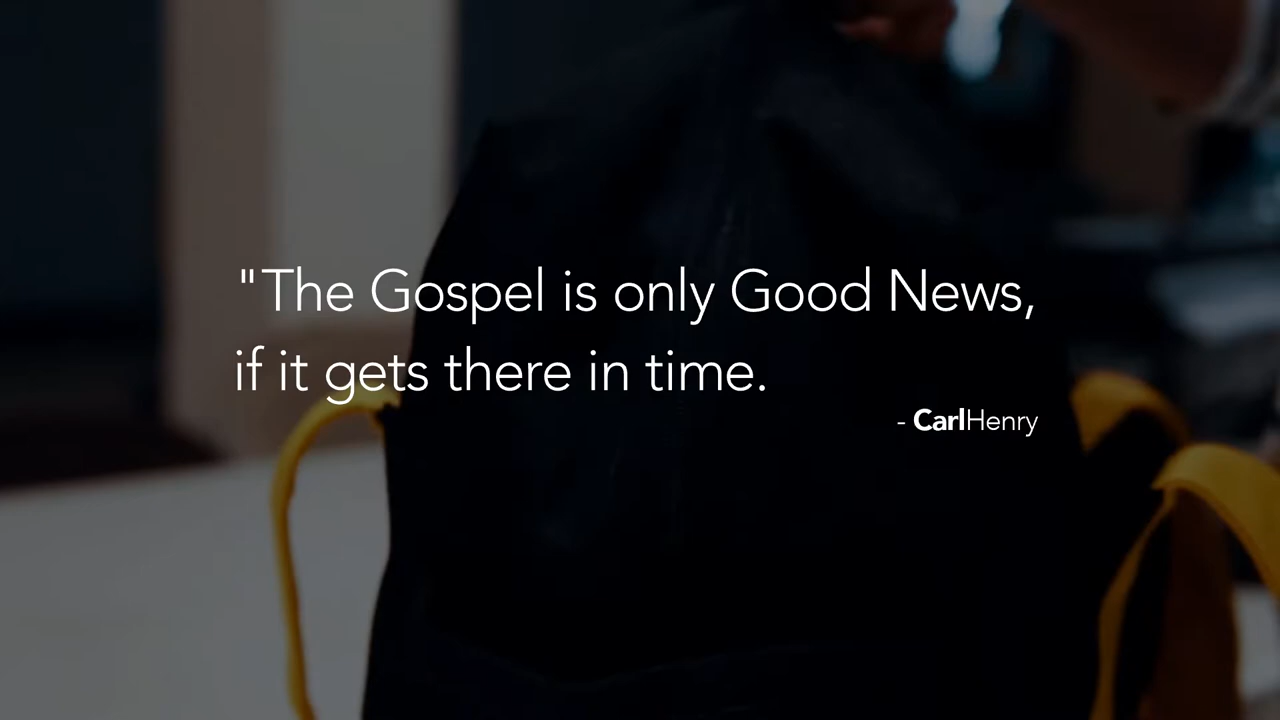 "The Gospel is only Good News,
if it gets there in time.
- CarlHenry